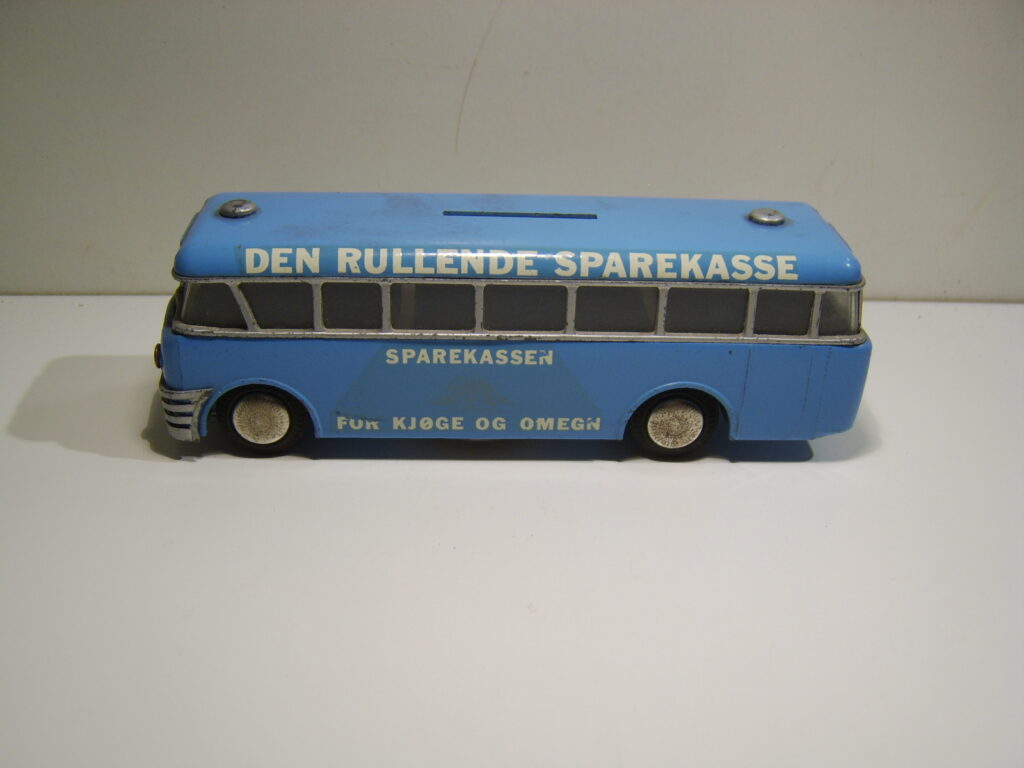 DEN RULLENDE SPAREKASSE
SPAREKASSEN
FOR KJØGE OG OMEGN